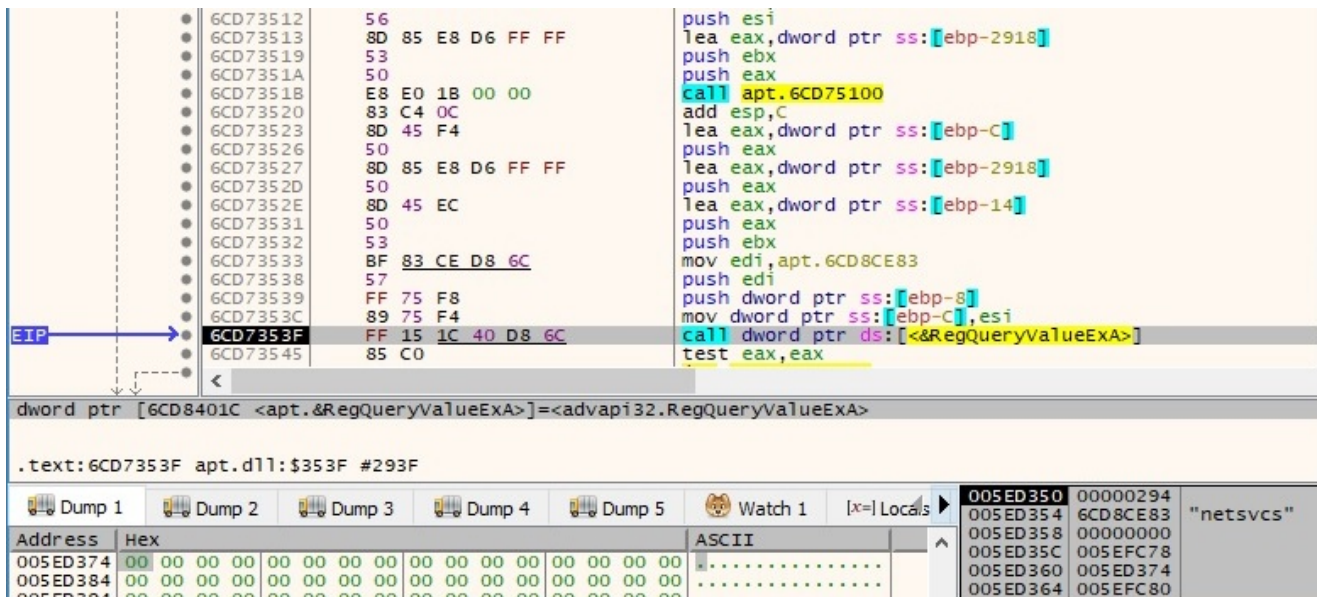 6CD73512 56 push esi
6CD73513 8D 85 E8 D6 FF FF lea eax,dword ptr ss:[ebp-2918]
6CD73519 53 push ebx
6CD7351A 50 push eax
6CD7351B E8 E0 1B 00 00 call apt.6CD75100
6CD73520 83 C4 0C add esp,C
6CD73523 8D 45 F4 lea eax,dword ptr ss:[ebp-C]
6CD73526 50 push eax
6CD73527 8D 85 E8 D6 FF FF lea eax,dword ptr ss:[ebp-2918]
6CD7352D 50 push eax
6CD7352E 8D 45 EC lea eax,dword ptr ss:[ebp-14]
6CD73531 50 push eax
6CD73532 53 push ebx
6CD73533 BF 83 CE D8 6C mov edi,apt.6CD8CE83
6CD73538 57 push edi
6CD73539 FF 75 F8 push dword ptr ss:[ebp-8]
6CD7353C 89 75 F4 mov dword ptr ss:[ebp-C],esi
EIP 6CD7353F FF 15 1C 40 D8 6C call dword ptr ds:[<&RegQueryValueExA>]
6CD73545 85 C0 test eax,eax
dword ptr [6CD8401C <apt.&RegQueryValueExA>]=<advapi32.RegQueryValueExA>
.text:6CD7353F apt.dll:$353F #293F
Dump 1 Dump 2 Dump 3 Dump 4 Dump 5 Watch 1 [x=] Locals
Address Hex ASCII
005ED374 00 00 00 00 00 00 00 00 00 00 00 00 00 00 00 00 ................
005ED384 00 00 00 00 00 00 00 00 00 00 00 00 00 00 00 00 ................
005ED350 00000294
005ED354 6CD8CE83 "netsvcs"
005ED358 00000000
005ED35C 005EFC78
005ED360 005ED374
005ED364 005EFC80